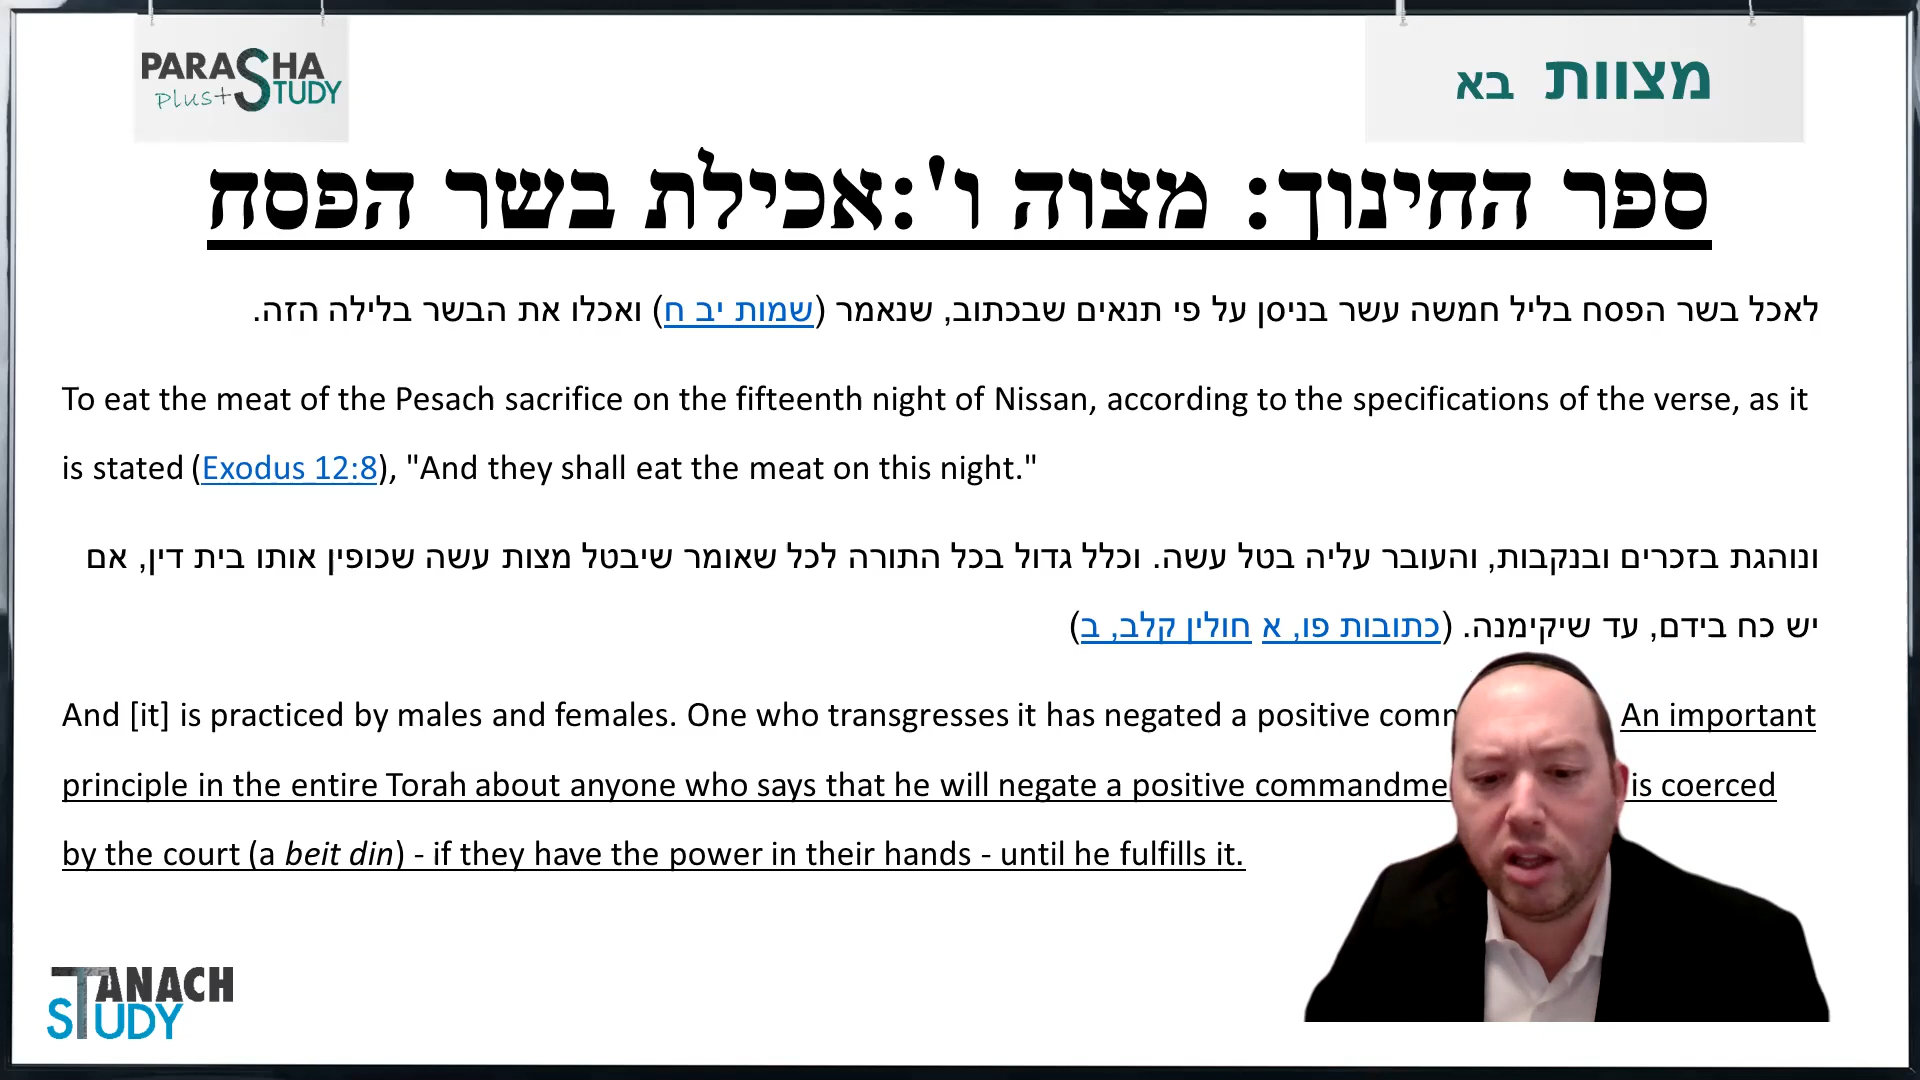 PARASHA
plus+ STUDY
מצוות בא
ספר החינוך: מצוה ו':אכילת בשר הפסח
לאכל בשר הפסח בליל חמשה עשר בניסן על פי תנאים שבכתוב, שנאמר (שמות יב ח) ואכלו את הבשר בלילה הזה.
To eat the meat of the Pesach sacrifice on the fifteenth night of Nissan, according to the specifications of the verse, as it
is stated (Exodus 12:8), "And they shall eat the meat on this night."
ונוהגת בזכרים ובנקבות, והעובר עליה בטל עשה. וכלל גדול בכל התורה לכל שאומר שיבטל מצות עשה שכופין אותו בית דין, אם
יש כח בידם, עד שיקימנה. (כתובות פו, א חולין קלב, ב)
And [it] is practiced by males and females. One who transgresses it has negated a positive An important
principle in the entire Torah about anyone who says that he will negate a positive is coerced
by the court (a beit din) - if they have the power in their hands - until he fulfills it.
TANACH
STUDY